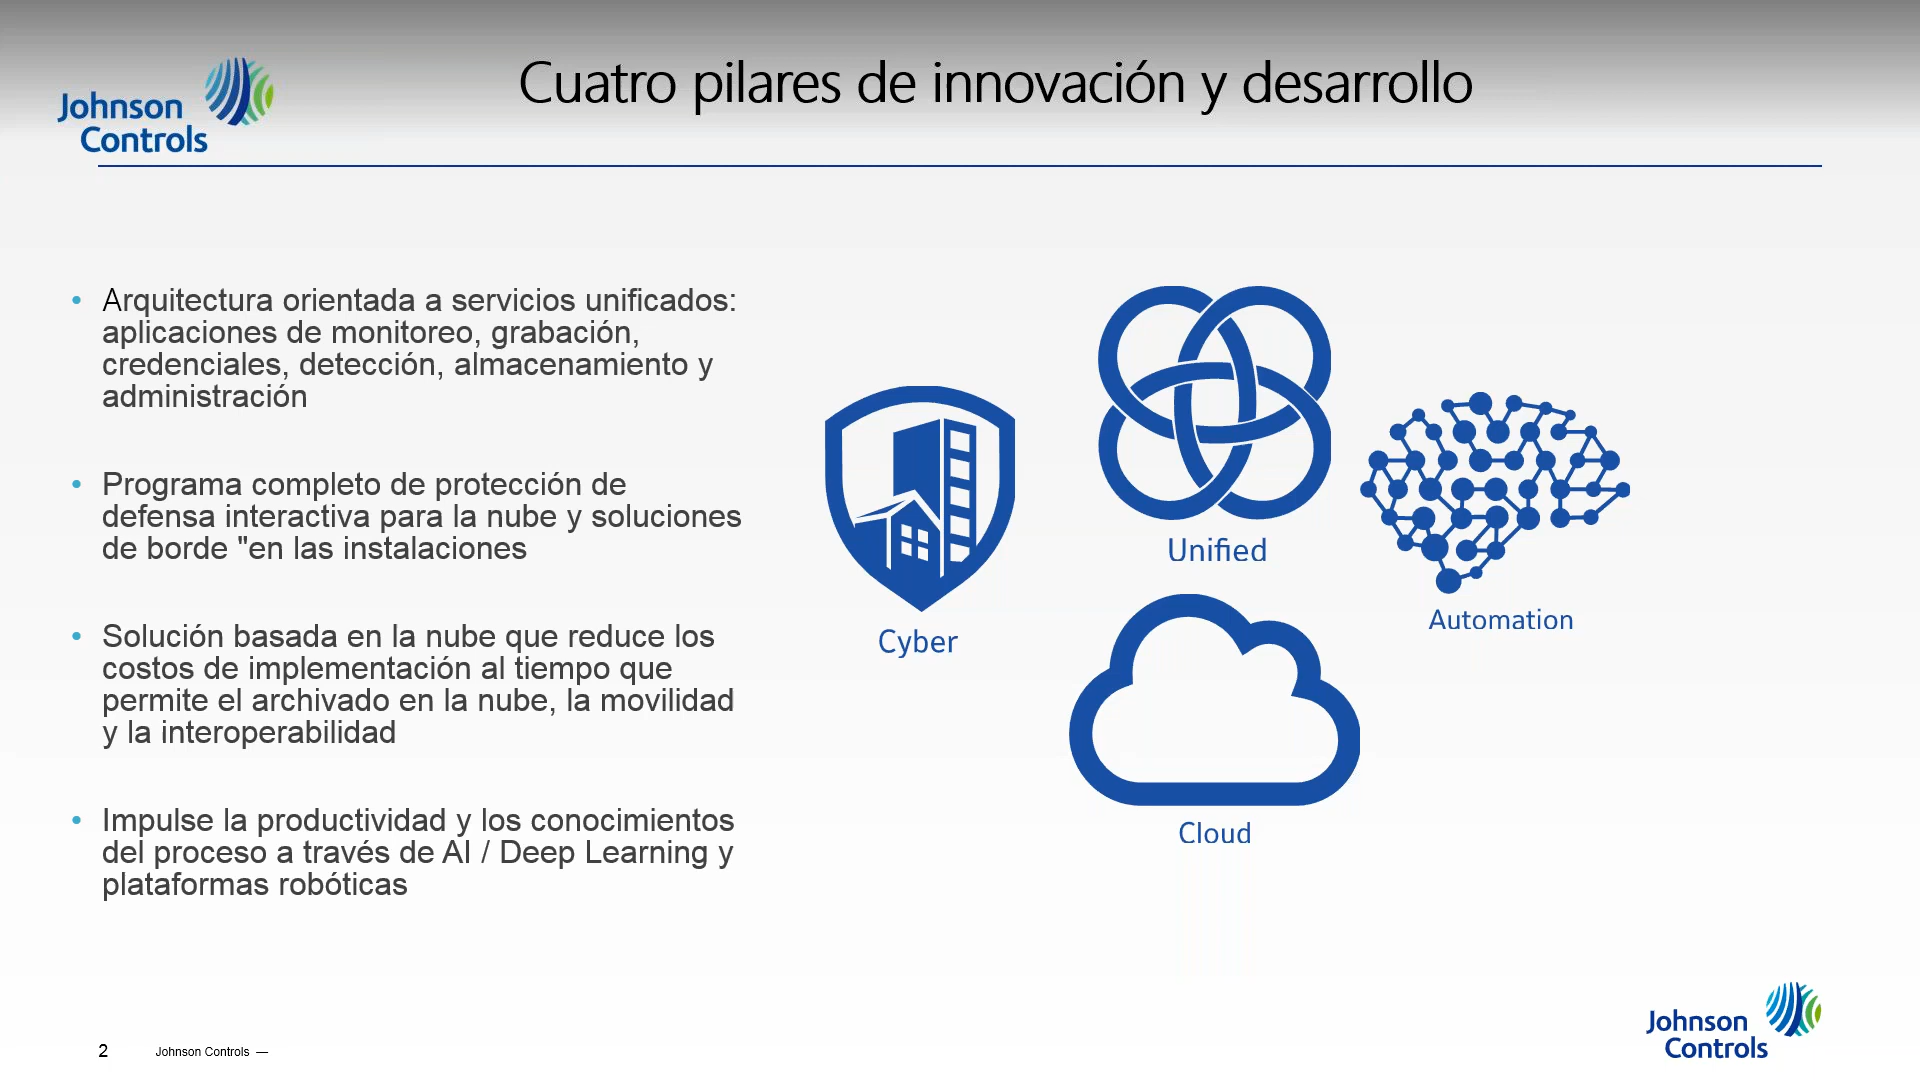 Johnson
Controls
Cuatro pilares de innovación y desarrollo
• Arquitectura orientada a servicios unificados:
aplicaciones de monitoreo, grabación,
credenciales, detección, almacenamiento y
administración
• Programa completo de protección de
defensa interactiva para la nube y soluciones
de borde "en las instalaciones
• Solución basada en la nube que reduce los
costos de implementación al tiempo que
permite el archivado en la nube, la movilidad
y la interoperabilidad
• Impulse la productividad y los conocimientos
del proceso a través de AI / Deep Learning y
plataformas robóticas
Cyber
Unified
Automation
Cloud
2 Johnson Controls —
Johnson
Controls